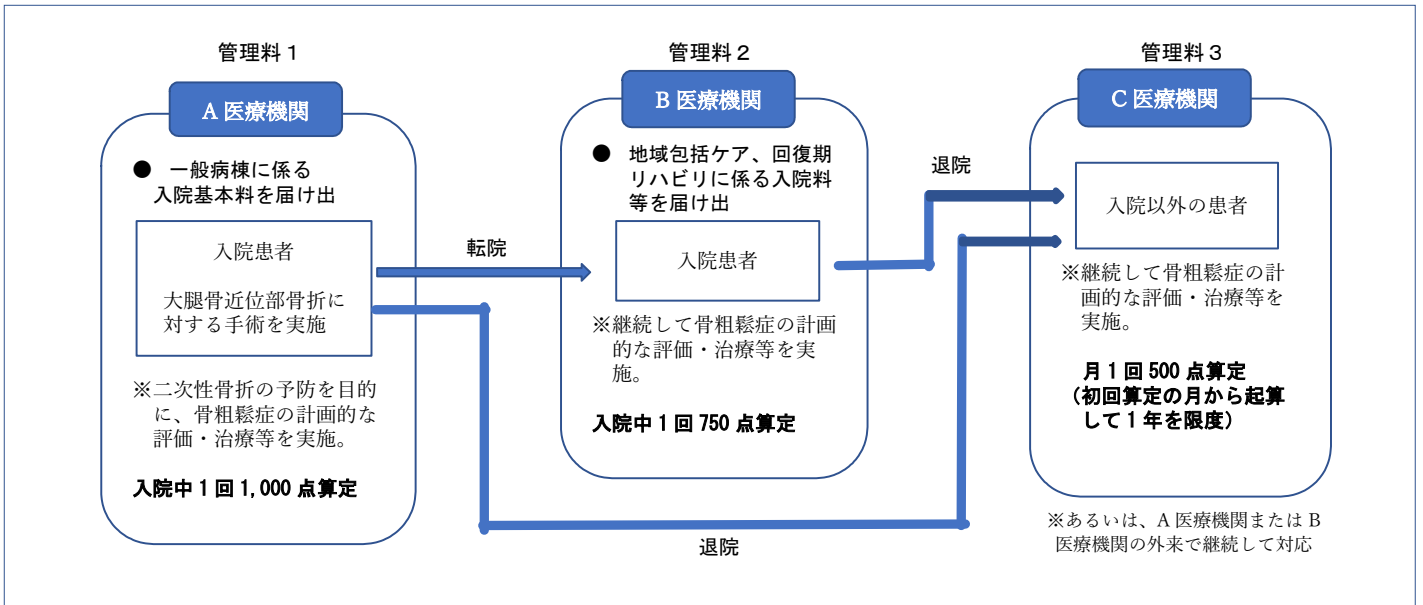 管理料1
A 医療機関
● 一般病棟に係る
入院基本料を届け出
入院患者
大腿骨近位部骨折に
対する手術を実施
※二次性骨折の予防を目的
に、骨粗鬆症の計画的な
評価・治療等を実施。
入院中1回1,000点算定
転院
管理料2
B 医療機関
● 地域包括ケア、回復期
リハビリに係る入院料
等を届け出
入院患者
※継続して骨粗鬆症の計画
的な評価・治療等を実
施。
入院中1回750点算定
退院
退院
管理料3
C 医療機関
入院以外の患者
※継続して骨粗鬆症の計
画的な評価・治療等を
実施。
月1回500点算定
(初回算定の月から起算
して1年を限度)
※あるいは、A 医療機関または B
医療機関の外来で継続して対応